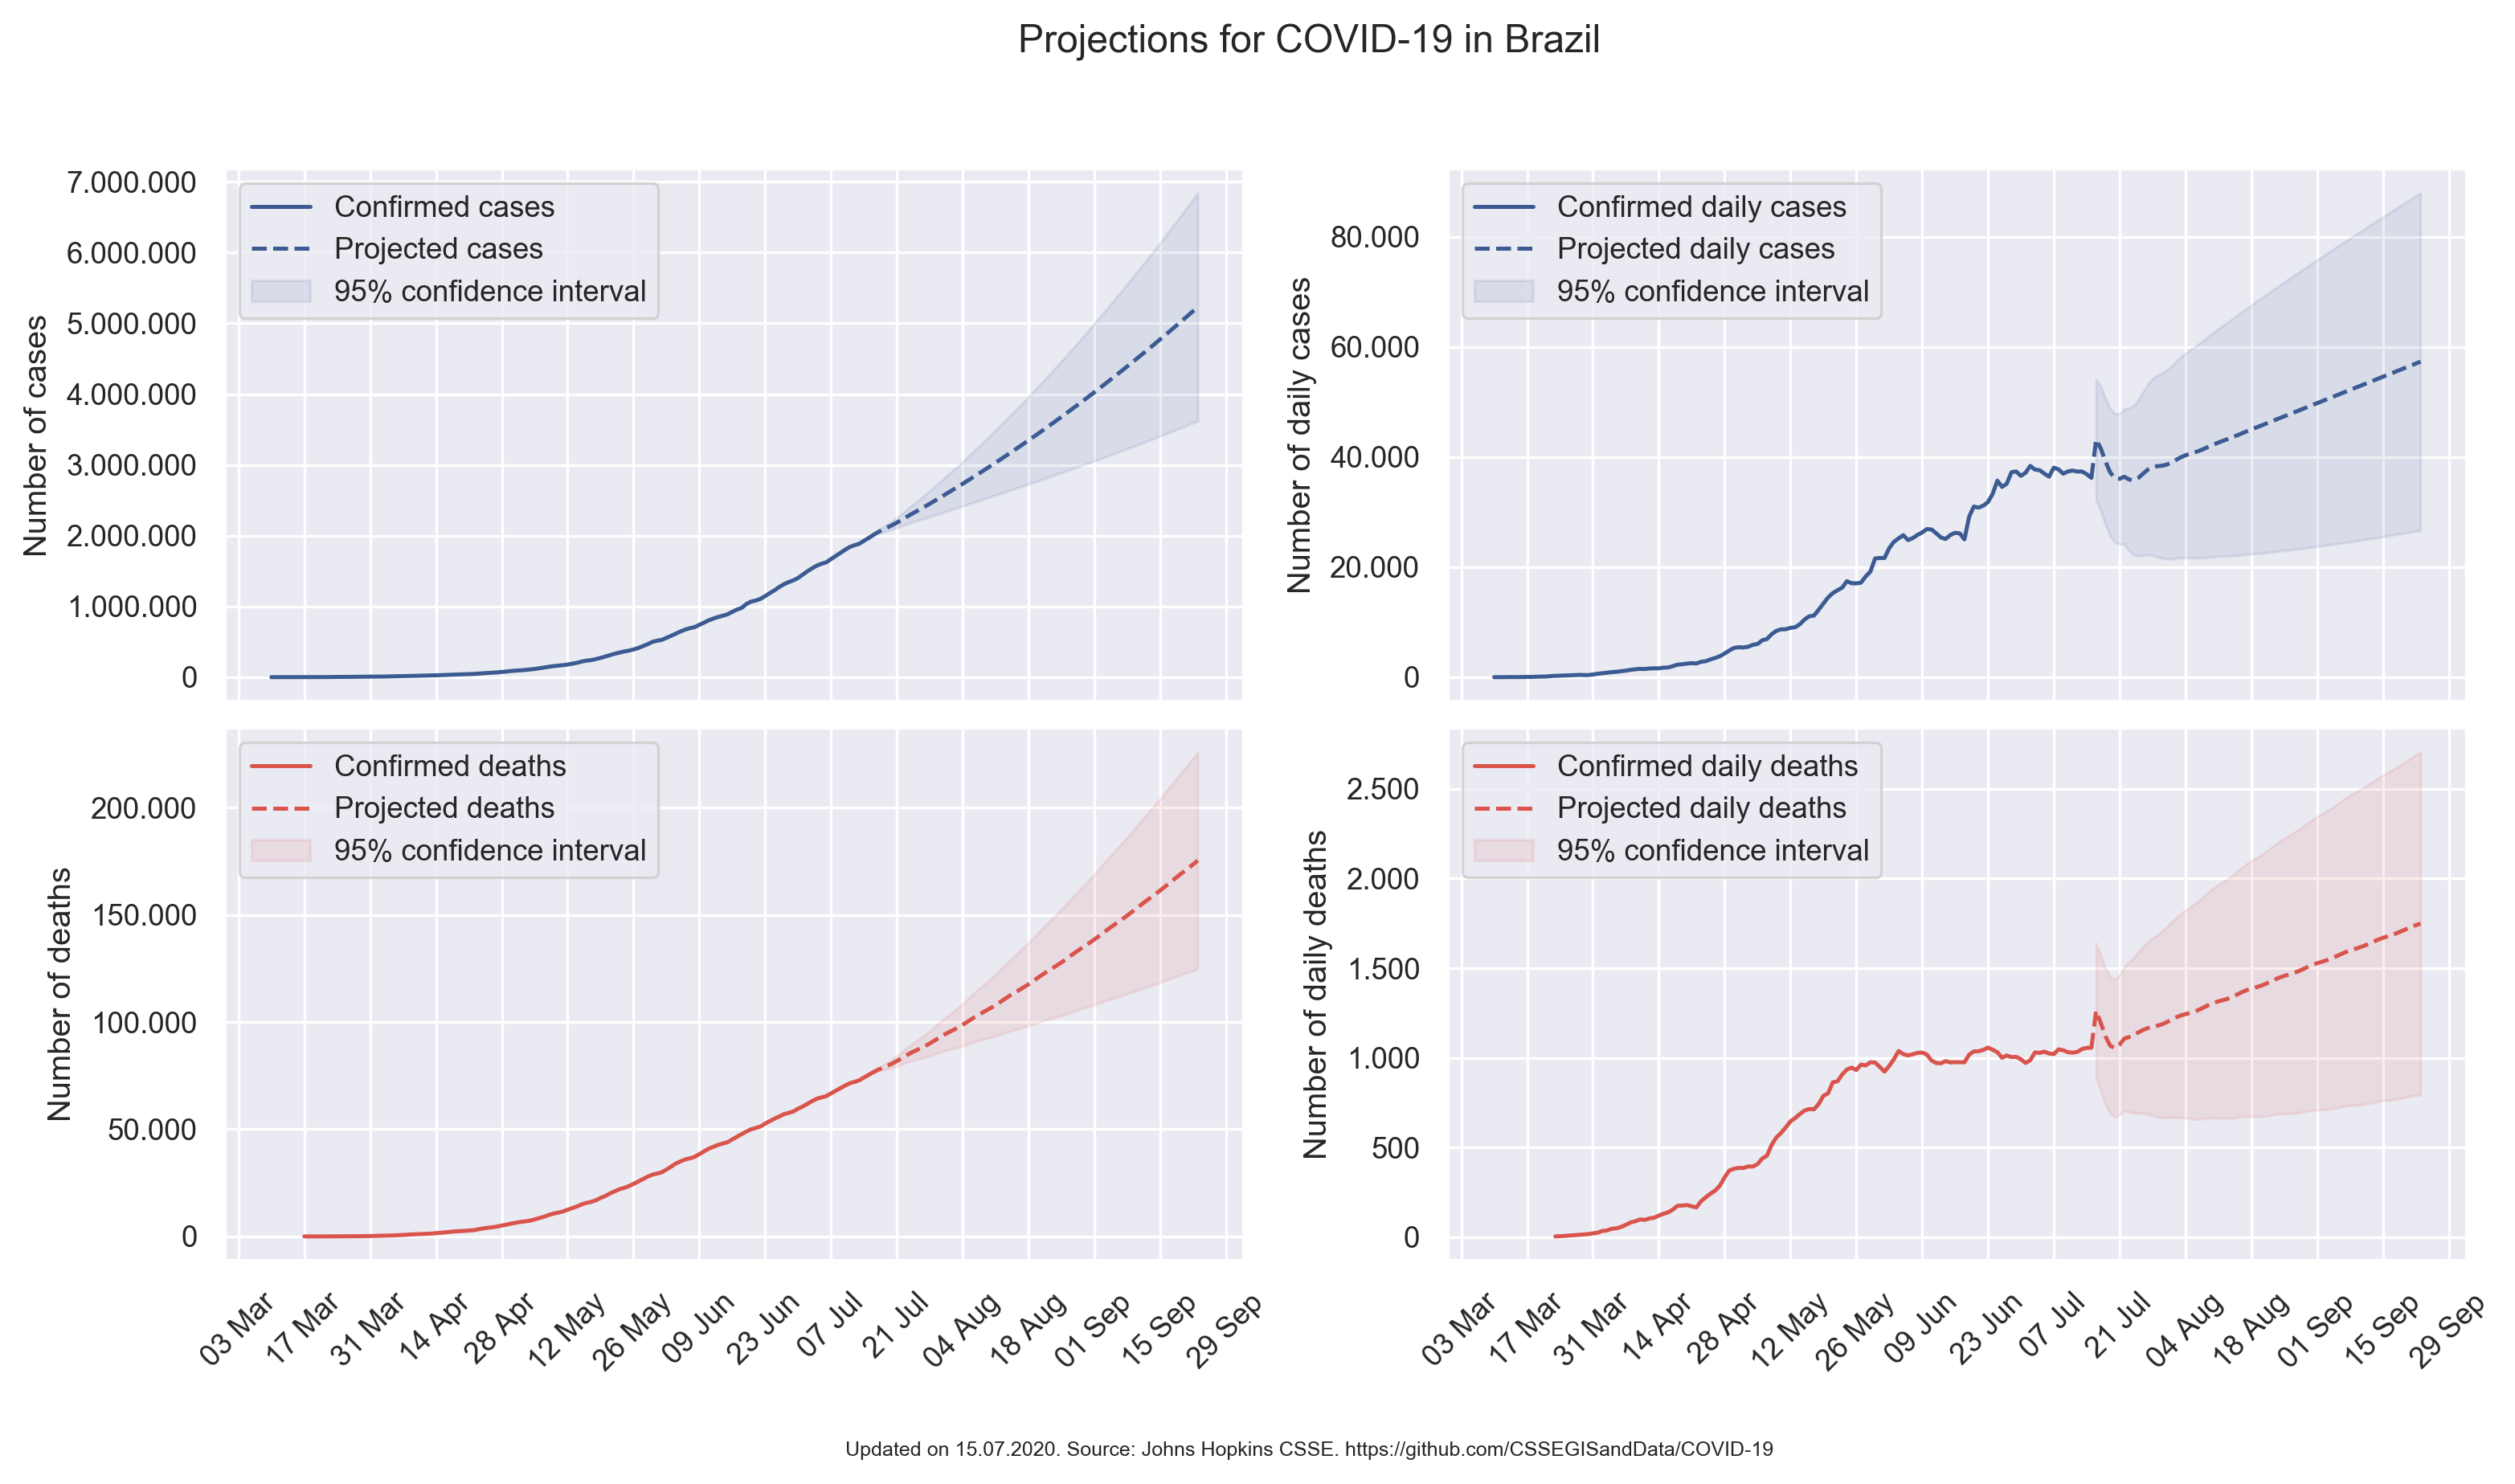 Projections for COVID-19 in Brazil
7.000.000
6.000.000
5.000.000
4.000.000
3.000.000
2.000.000
1.000.000
0
Number of cases
Confirmed cases
Projected cases
95% confidence interval
80.000
60.000
40.000
20.000
0
Number of daily cases
Confirmed daily cases
Projected daily cases
95% confidence interval
200.000
150.000
100.000
50.000
0
Number of deaths
Confirmed deaths
Projected deaths
95% confidence interval
03 Mar
17 Mar
31 Mar
14 Apr
28 Apr
12 May
26 May
09 Jun
23 Jun
07 Jul
21 Jul
04 Aug
18 Aug
01 Sep
15 Sep
29 Sep
2.500
2.000
1.500
1.000
500
0
Number of daily deaths
Confirmed daily deaths
Projected daily deaths
95% confidence interval
03 Mar
17 Mar
31 Mar
14 Apr
28 Apr
12 May
26 May
09 Jun
23 Jun
07 Jul
21 Jul
04 Aug
18 Aug
01 Sep
15 Sep
29 Sep
Updated on 15.07.2020. Source: Johns Hopkins CSSE. https://github.com/CSSEGISandData/COVID-19